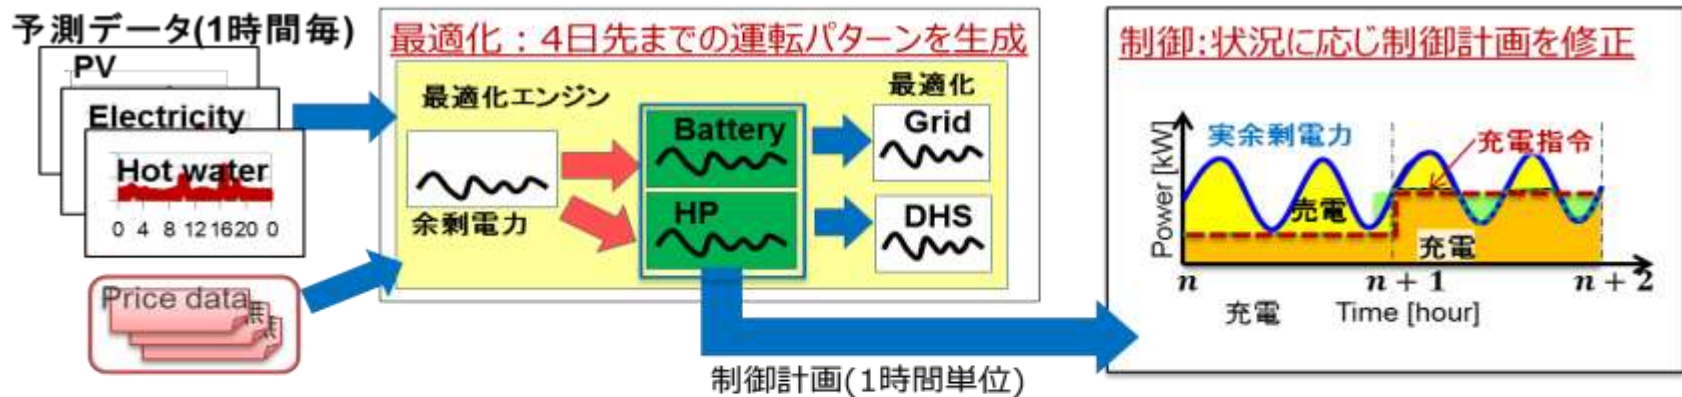 予測データ(1時間毎)
PV
Electricity
Hot water
0 4 8 12 16 20 0
Price data
無
無
最適化：4日先までの運転パターンを生成
最適化エンジン
余剰電力
Battery
HP
最適化
Grid
DHS
制御計画(1時間単位)
制御:状況に応じ制御計画を修正
Power [kW]
実余剰電力
充電指令
売電
充電
n
n + 1
n + 2
充電
Time [hour]